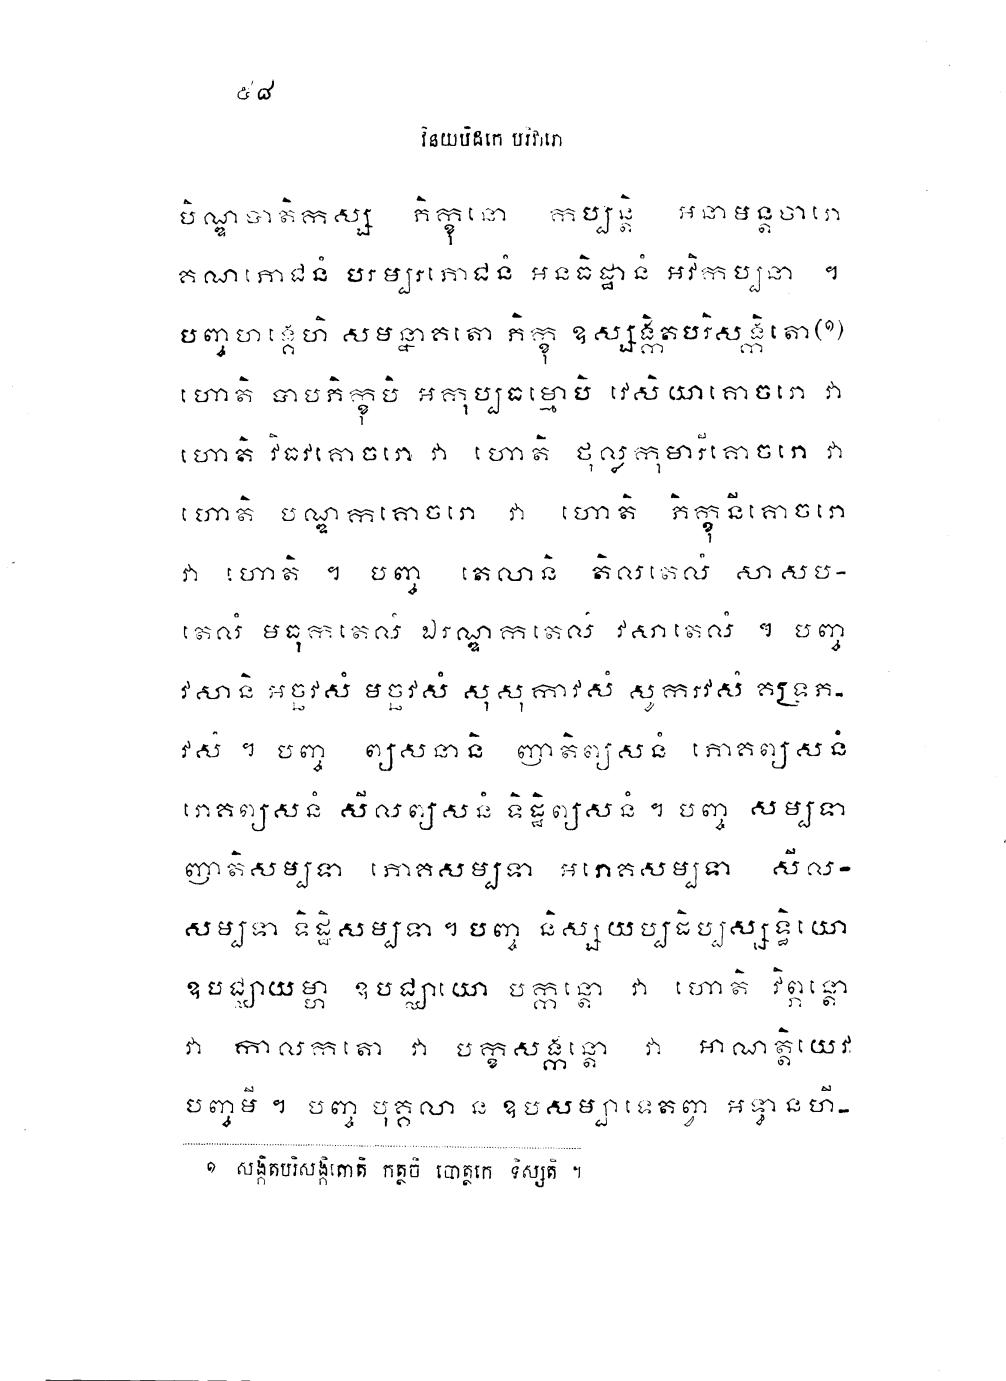 ៥៨
វិនយបិដកេ បរិវារោ
បិណ្ឌបាតិកស្ស ភិក្ខុនោ កប្បន្តិ អនាមន្តចារោ
គណភោជនំ បរម្បរភោជនំ អនធិដ្ឋានំ អវិកប្បនា ។
បញ្ចហង្គេហិ សមន្នាគតោ ភិក្ខុ ឧស្សង្កិតបរិសង្កិតោ(១)
ហោតិ បាបភិក្ខុបិ អកុប្បធម្មោបិ វេសិយាគោចរោ វា
ហោតិ វិធវគោចរោ វា ហោតិ ថុល្លកុមារីគោចរោ វា
ហោតិ បណ្ឌកគោចរោ វា ហោតិ ភិក្ខុនីគោចរោ
វា ហោតិ ។ បញ្ច តេលានិ តិលតេលំ សាសប-
តេលំ មធុកតេលំ ឯរណ្ឌកតេលំ វសាតេលំ ។ បញ្ច
វសានិ អច្ឆវសំ មច្ឆវសំ សុសុកាវសំ សូករវសំ គទ្រភ-
វសំ ។ បញ្ច ព្យសនានិ ញាតិព្យសនំ ភោគព្យសនំ
រោគព្យសនំ សីលព្យសនំ ទិដ្ឋិព្យសនំ ។ បញ្ច សម្បទា
ញាតិសម្បទា ភោគសម្បទា អរោគសម្បទា សីល-
សម្បទា ទិដ្ឋិសម្បទា ។ បញ្ច និស្សយប្បដិប្បស្សទ្ធិយោ
ឧបជ្ឈាយម្ហា ឧបជ្ឈាយោ បក្កន្តោ វា ហោតិ វិព្ភន្តោ
វា កាលកតោ វា បក្ខសង្កន្តោ វា អាណត្តិយេវ
បញ្ចមី ។ បញ្ច បុគ្គលា ន ឧបសម្បាទេតព្វា អទ្ធានហី-
១ សង្កិតបរិសង្កិតោតិ កត្ថចិ បោត្ថកេ ទិស្សតិ ។